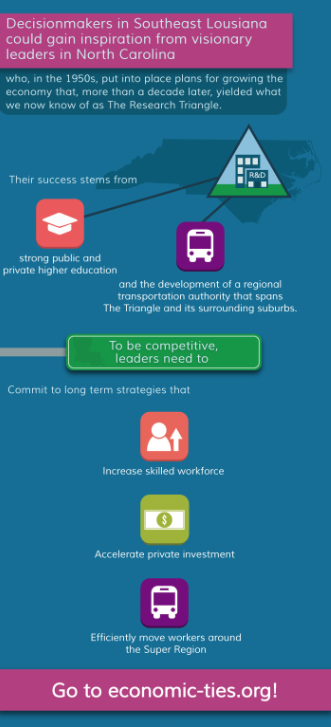 Decisionmakers in Southeast Lousiana
could gain inspiration from visionary
leaders in North Carolina
who, in the 1950s, put into place plans for growing the
economy that, more than a decade later, yielded what
we now know of as The Research Triangle.
R&D
Their success stems from
strong public and
private higher education
and the development of a regional
transportation authority that spans
The Triangle and its surrounding suburbs.
To be competitive,
leaders need to
Commit to long term strategies that
Increase skilled workforce
$
Accelerate private investment
Efficiently move workers around
the Super Region
Go to economic-ties.org!